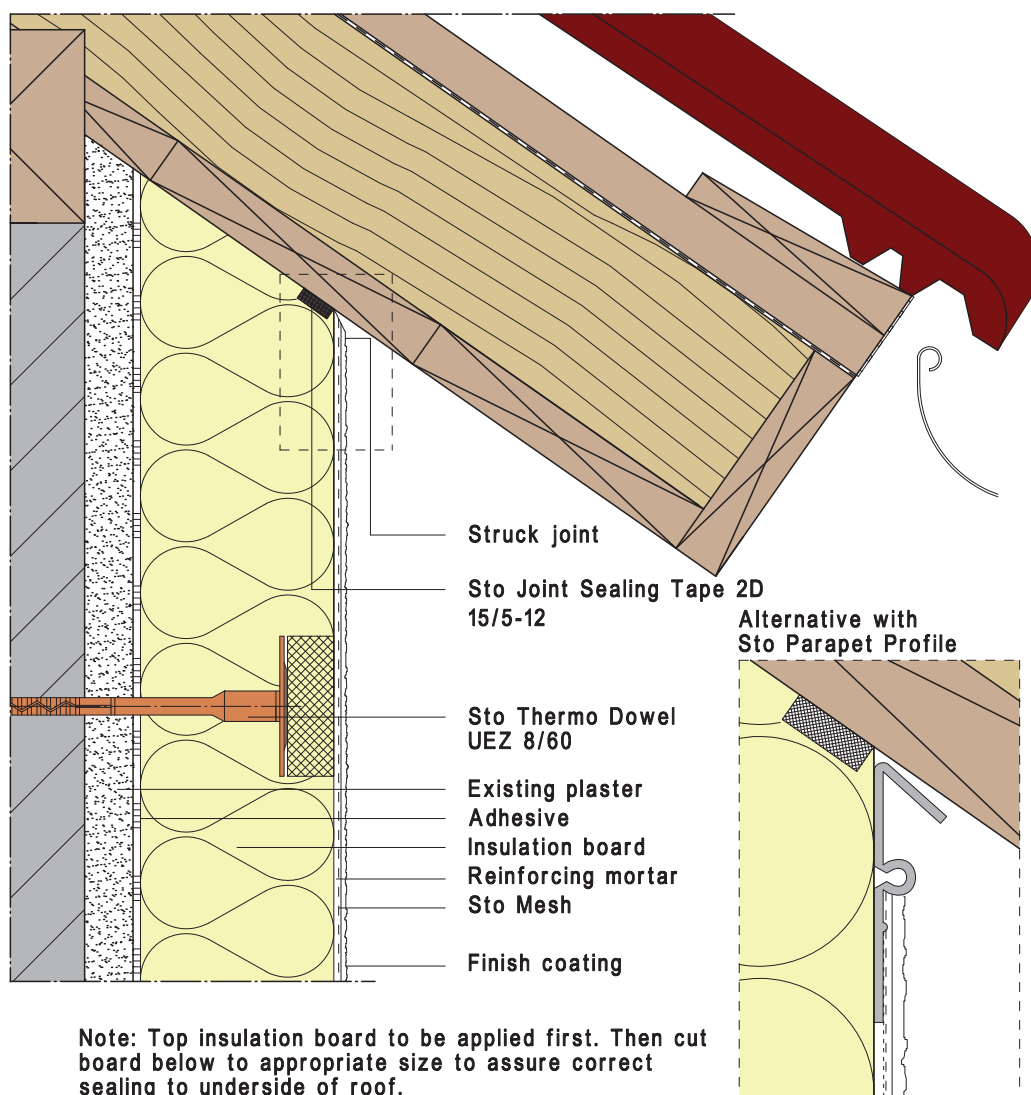 Struck joint
Sto Joint Sealing Tape 2D
15/5-12
Alternative with
Sto Parapet Profile
Sto Thermo Dowel
UEZ 8/60
Existing plaster
Adhesive
Insulation board
Reinforcing mortar
Sto Mesh
Finish coating
Note: Top insulation board to be applied first. Then cut
board below to appropriate size to assure correct
sealing to underside of roof.